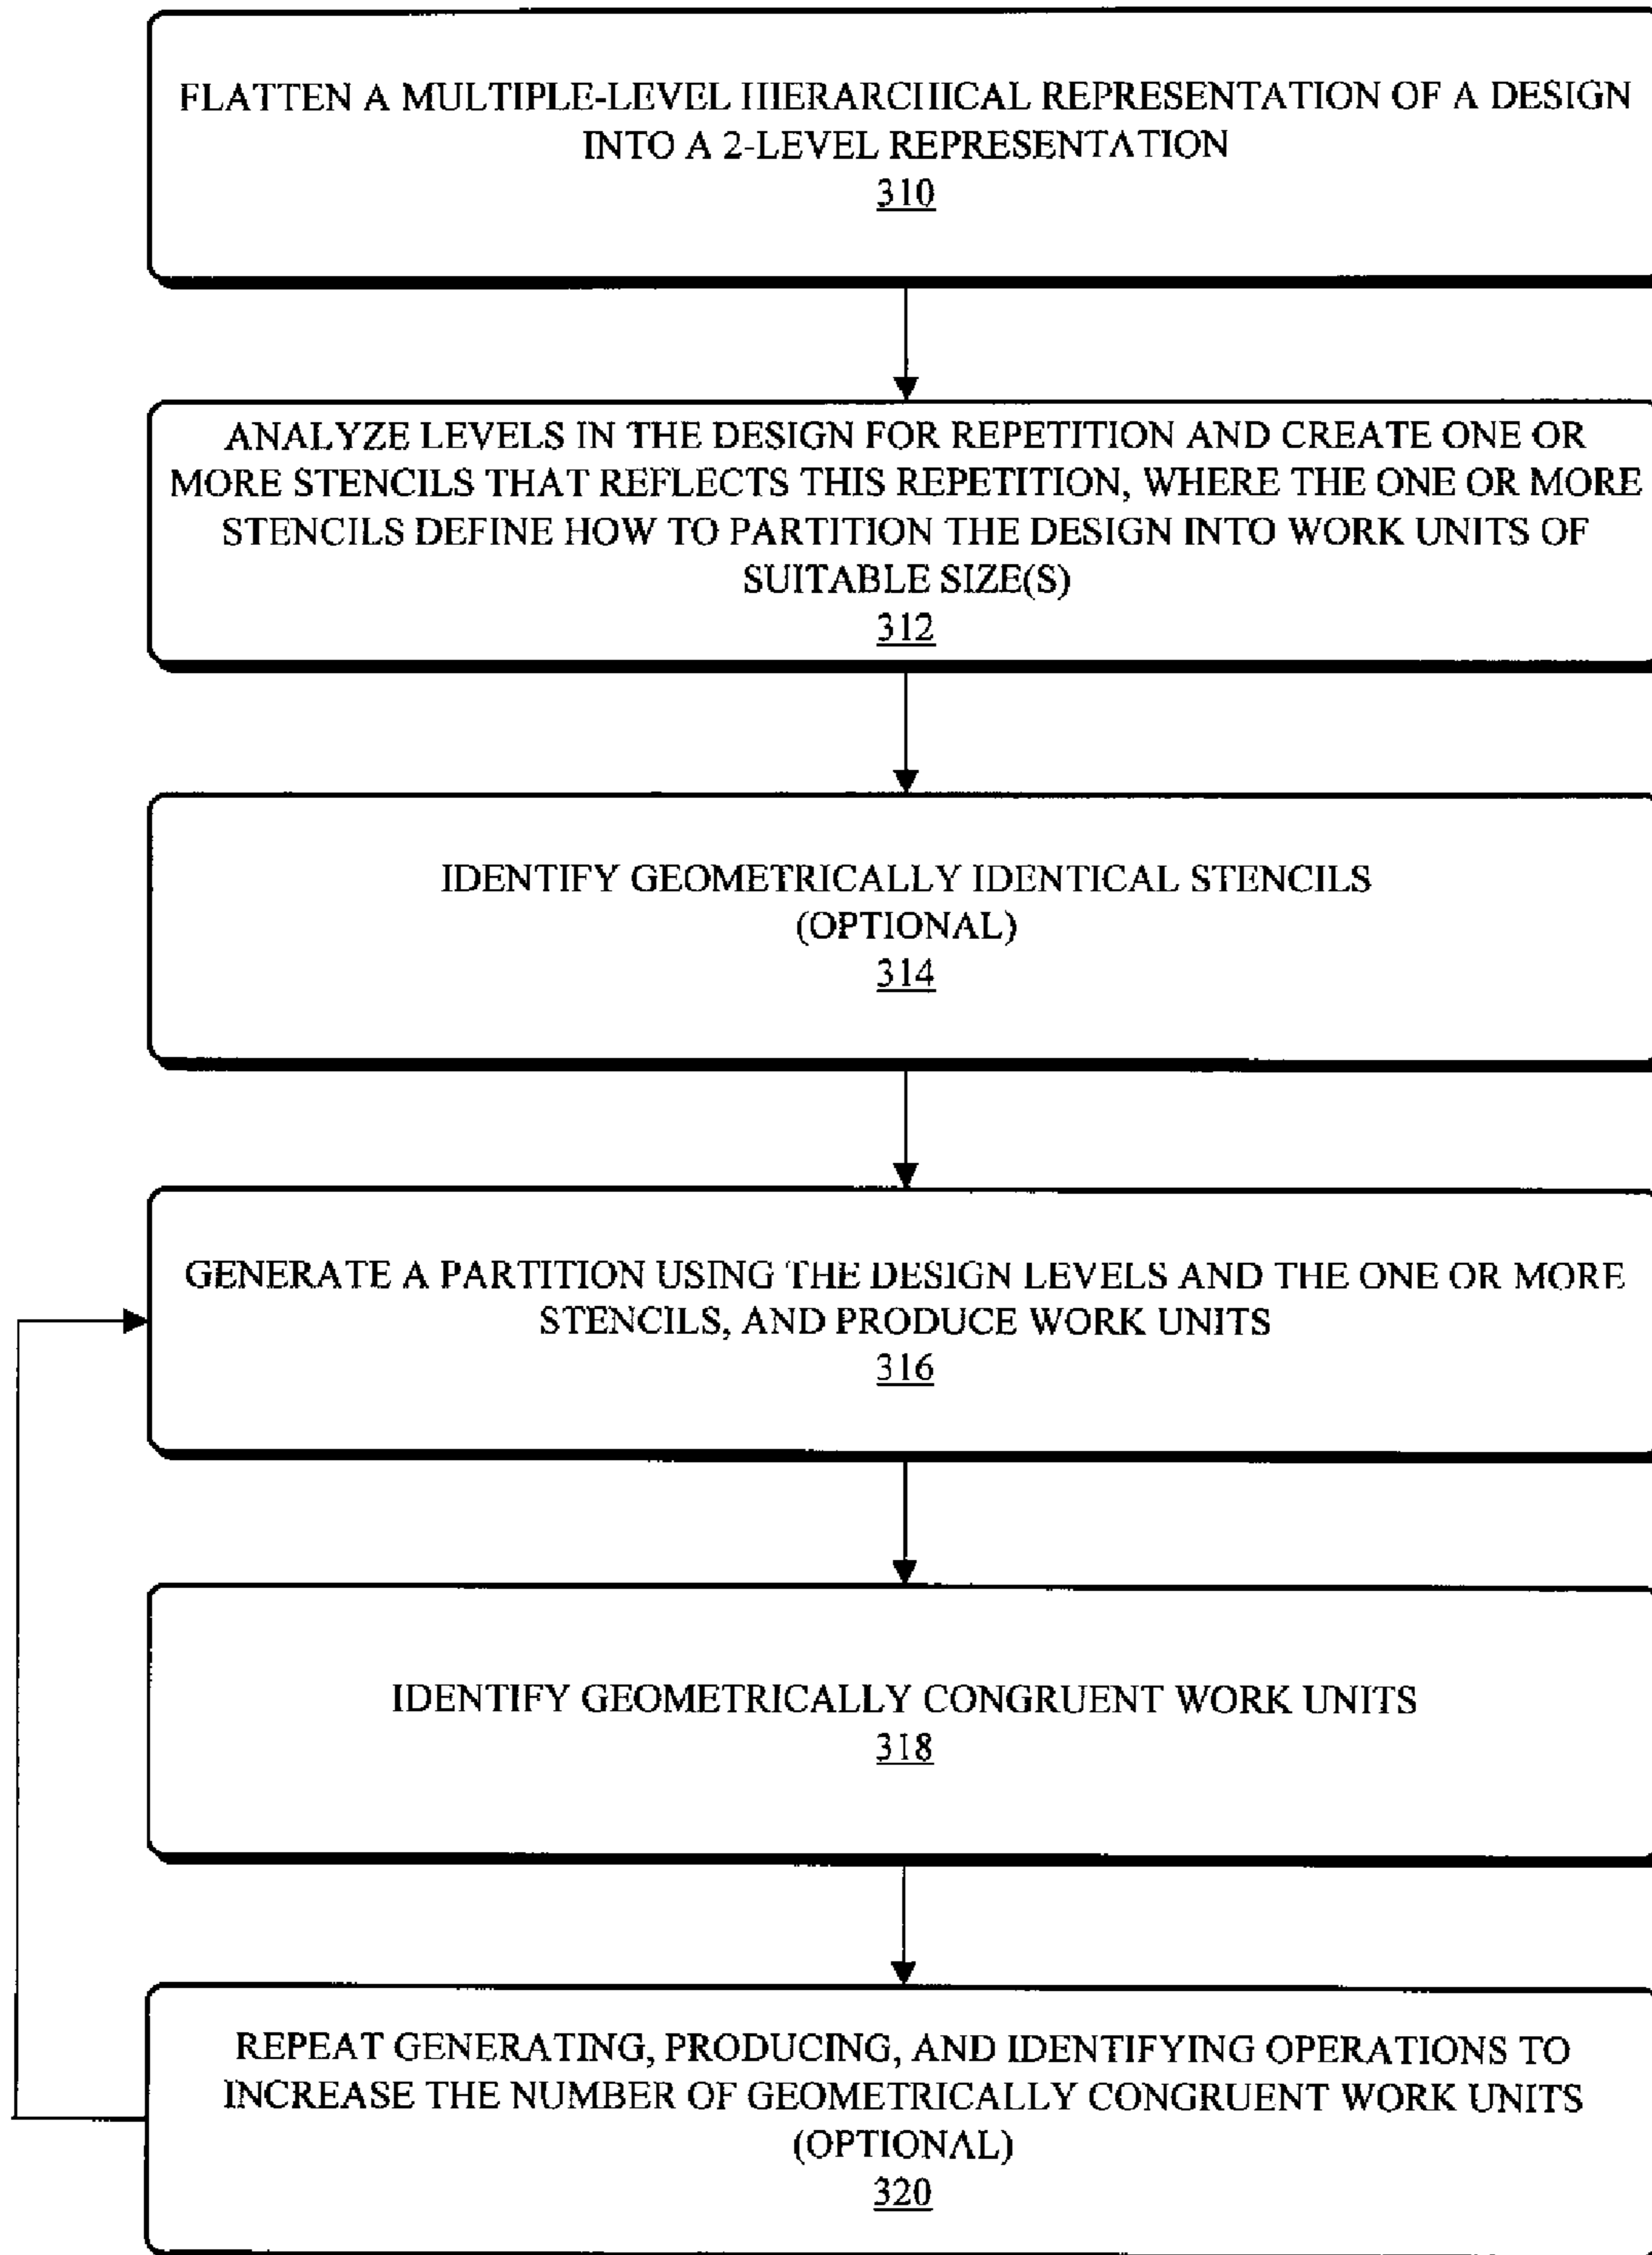 FLATTEN A MULTIPLE-LEVEL HIERARCHICAL REPRESENTATION OF A DESIGN
INTO A 2-LEVEL REPRESENTATION
310
ANALYZE LEVELS IN THE DESIGN FOR REPETITION AND CREATE ONE OR
MORE STENCILS THAT REFLECTS THIS REPETITION, WHERE THE ONE OR MORE
STENCILS DEFINE HOW TO PARTITION THE DESIGN INTO WORK UNITS OF
SUITABLE SIZE(S)
312
IDENTIFY GEOMETRICALLY IDENTICAL STENCILS
(OPTIONAL)
314
GENERATE A PARTITION USING THE DESIGN LEVELS AND THE ONE OR MORE
STENCILS, AND PRODUCE WORK UNITS
316
IDENTIFY GEOMETRICALLY CONGRUENT WORK UNITS
318
REPEAT GENERATING, PRODUCING, AND IDENTIFYING OPERATIONS TO
INCREASE THE NUMBER OF GEOMETRICALLY CONGRUENT WORK UNITS
(OPTIONAL)
320